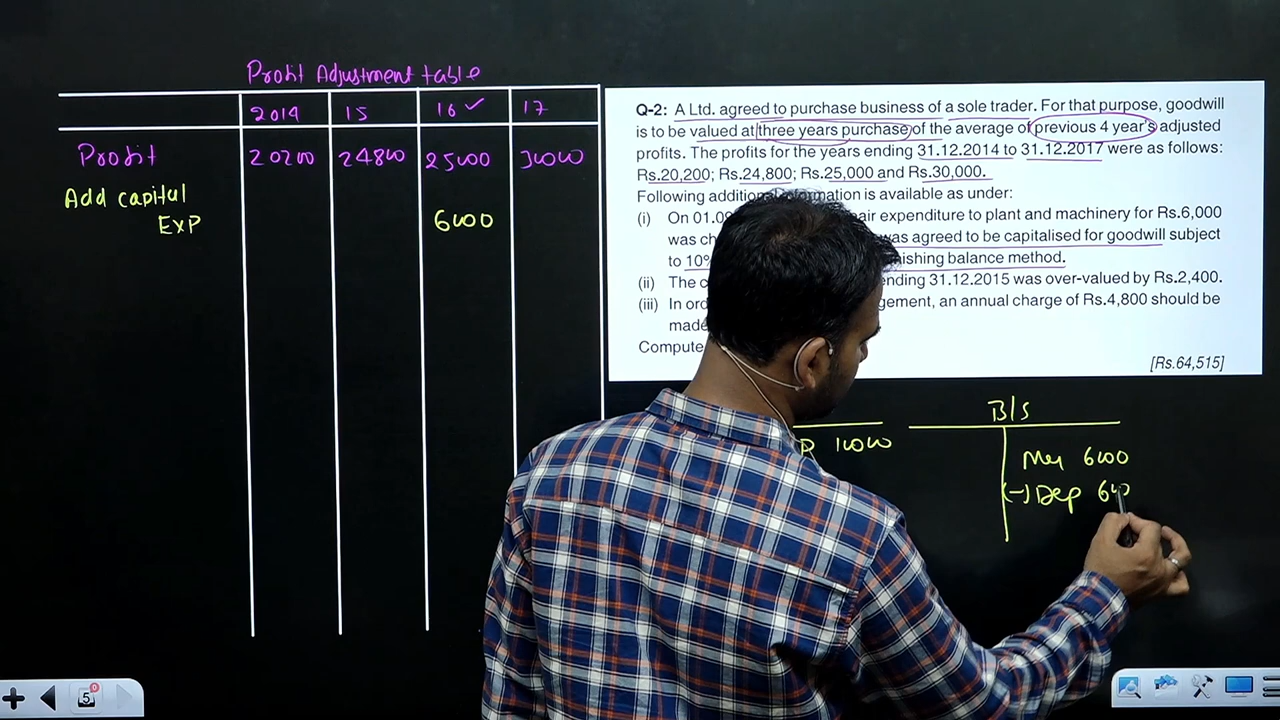 Profit Adjustment table
2014 15 16 ✓ 17
Profit 20200 24800 25000 30000
Add capital
Exp 6000
Q-2: A Ltd. agreed to purchase business of a sole trader. For that purpose, goodwill
is to be valued at three years purchase of the average of previous 4 year's adjusted
profits. The profits for the years ending 31.12.2014 to 31.12.2017 were as follows:
Rs.20,200; Rs.24,800; Rs.25,000 and Rs.30,000.
Following additional information is available as under:
(i) On 01.0 air expenditure to plant and machinery for Rs.6,000
was ch was agreed to be capitalised for goodwill subject
to 10% nishing balance method.
(ii) The c ending 31.12.2015 was over-valued by Rs.2,400.
(iii) In ord agement, an annual charge of Rs.4,800 should be
made
Compute
[Rs.64,515]
B/S
P 10000
Mer 6000
(-) Dep 600
5
0